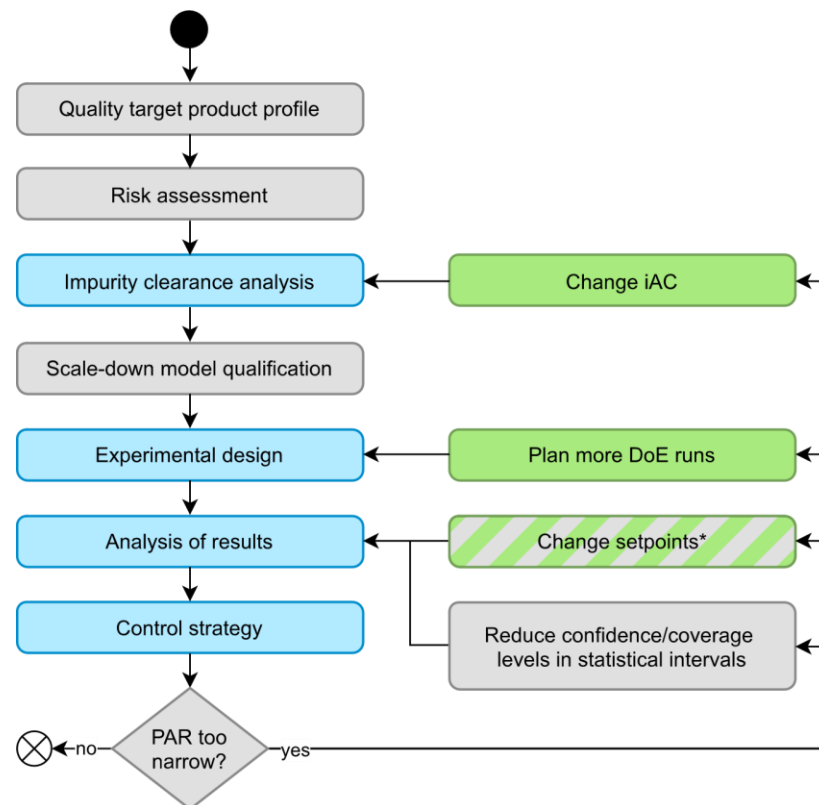 Quality target product profile
Risk assessment
Impurity clearance analysis
Change iAC
Scale-down model qualification
Experimental design
Plan more DoE runs
Analysis of results
Change setpoints*
Control strategy
Reduce confidence/coverage
levels in statistical intervals
PAR too
narrow?
no
yes